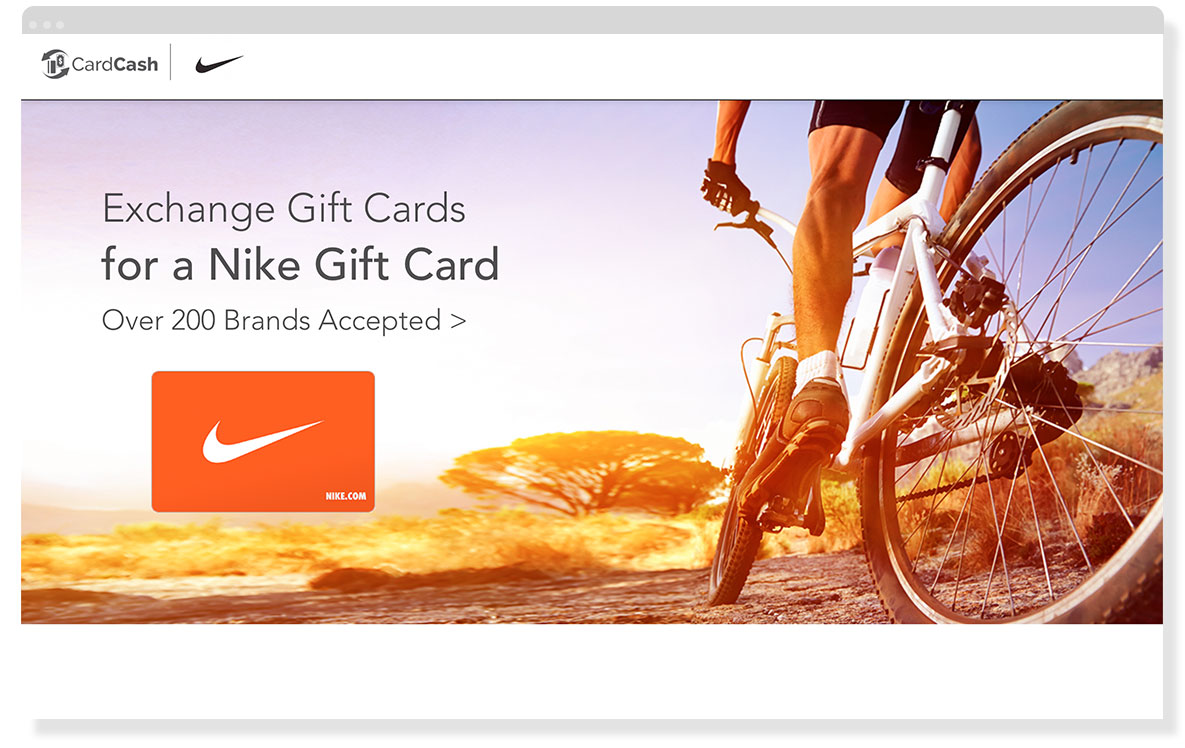 CardCash
Exchange Gift Cards
for a Nike Gift Card
Over 200 Brands Accepted >
NIKE.COM